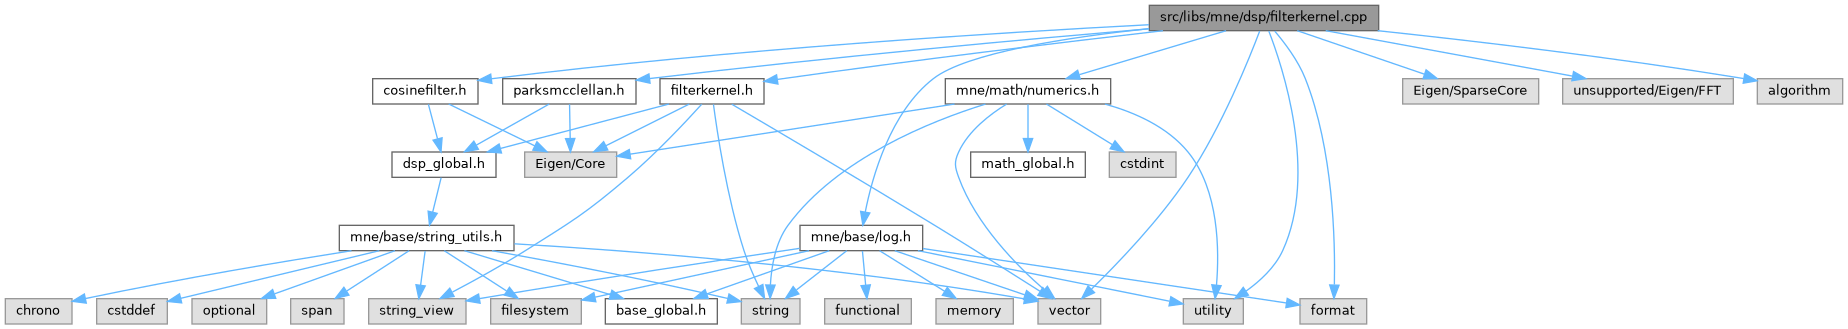 src/libs/mne/dsp/filterkernel.cpp
cosinefilter.h
parksmcclellan.h
filterkernel.h
mne/math/numerics.h
Eigen/SparseCore
unsupported/Eigen/FFT
algorithm
dsp_global.h
Eigen/Core
math_global.h
cstdint
mne/base/string_utils.h
mne/base/log.h
chrono
cstddef
optional
span
string_view
filesystem
base_global.h
string
functional
memory
vector
utility
format